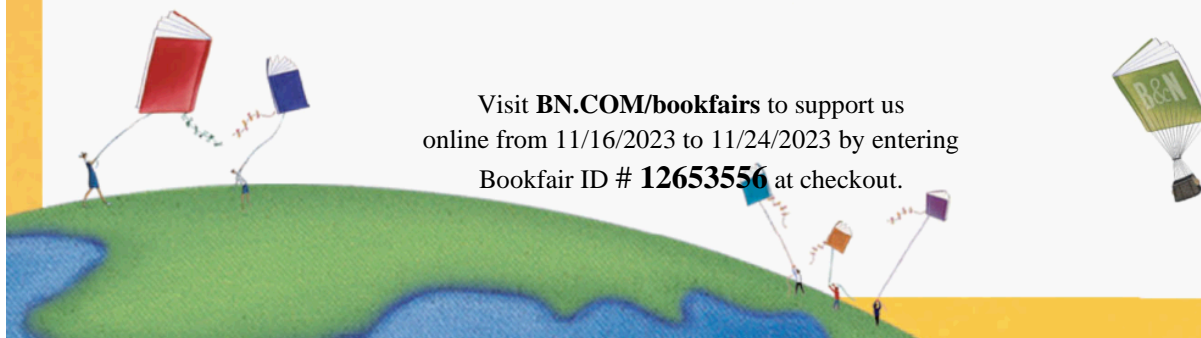 Visit BN.COM/bookfairs to support us
online from 11/16/2023 to 11/24/2023 by entering
Bookfair ID # 12653556 at checkout.
B&N